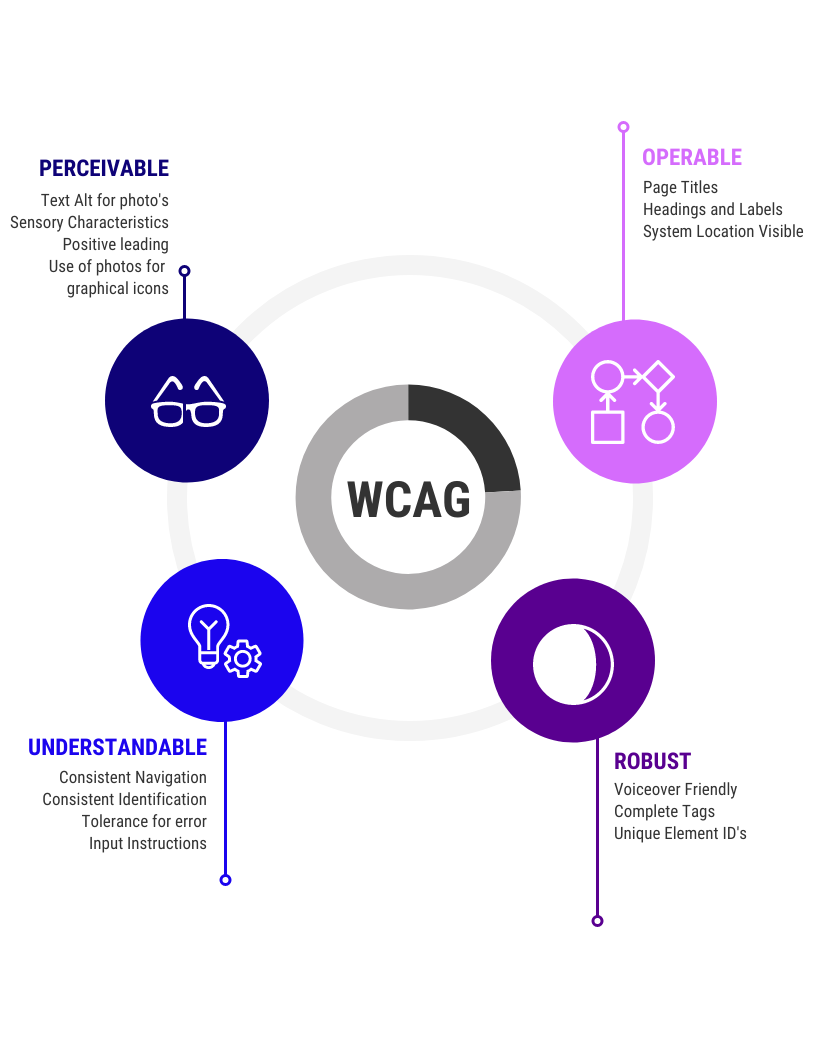 PERCEIVABLE
Text Alt for photo's
Sensory Characteristics
Positive leading
Use of photos for
graphical icons
OPERABLE
Page Titles
Headings and Labels
System Location Visible
WCAG
UNDERSTANDABLE
Consistent Navigation
Consistent Identification
Tolerance for error
Input Instructions
ROBUST
Voiceover Friendly
Complete Tags
Unique Element ID's